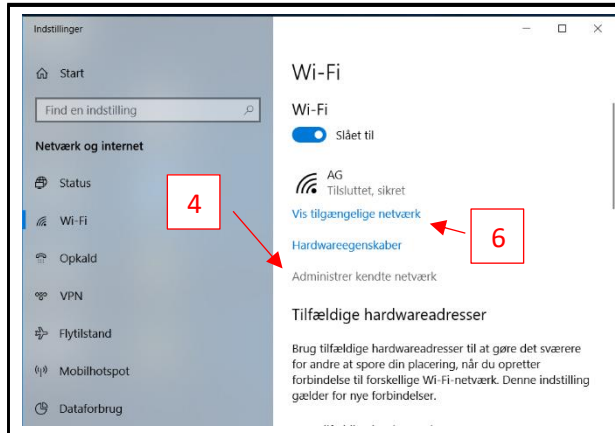 Indstillinger
Start
Find en indstilling
Netværk og internet
Status
Wi-Fi
Opkald
VPN
Flytilstand
Mobilhotspot
Dataforbrug
4
Wi-Fi
Wi-Fi
Slået til
AG
Tilsluttet, sikret
Vis tilgængelige netværk
6
Hardwareegenskaber
Administrer kendte netværk
Tilfældige hardwareadresser
Brug tilfældige hardwareadresser til at gøre det sværere
for andre at spore din placering, når du opretter
forbindelse til forskellige Wi-Fi-netværk. Denne indstilling
gælder for nye forbindelser.